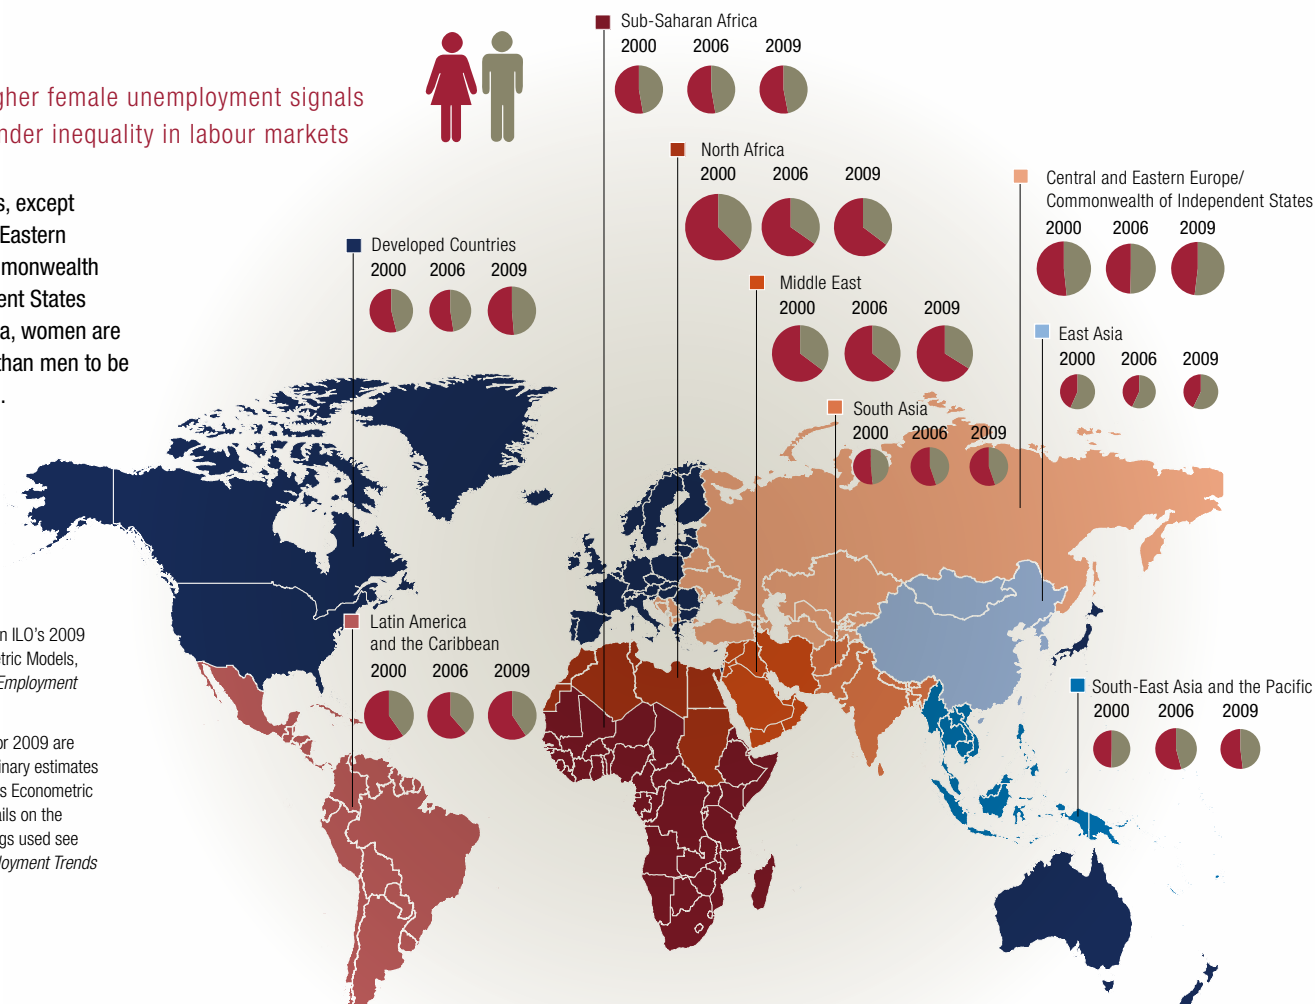 gher female unemployment signals
nder inequality in labour markets
s, except
Eastern
monwealth
ent States
a, women are
than men to be
.
n ILO's 2009
tric Models,
Employment
or 2009 are
inary estimates
s Econometric
ails on the
gs used see
loyment Trends
Sub-Saharan Africa
2000 2006 2009
North Africa
2000 2006 2009
Central and Eastern Europe/
Commonwealth of Independent States
2000 2006 2009
Developed Countries
2000 2006 2009
Middle East
2000 2006 2009
East Asia
2000 2006 2009
South Asia
2000 2006 2009
Latin America
and the Caribbean
2000 2006 2009
South-East Asia and the Pacific
2000 2006 2009